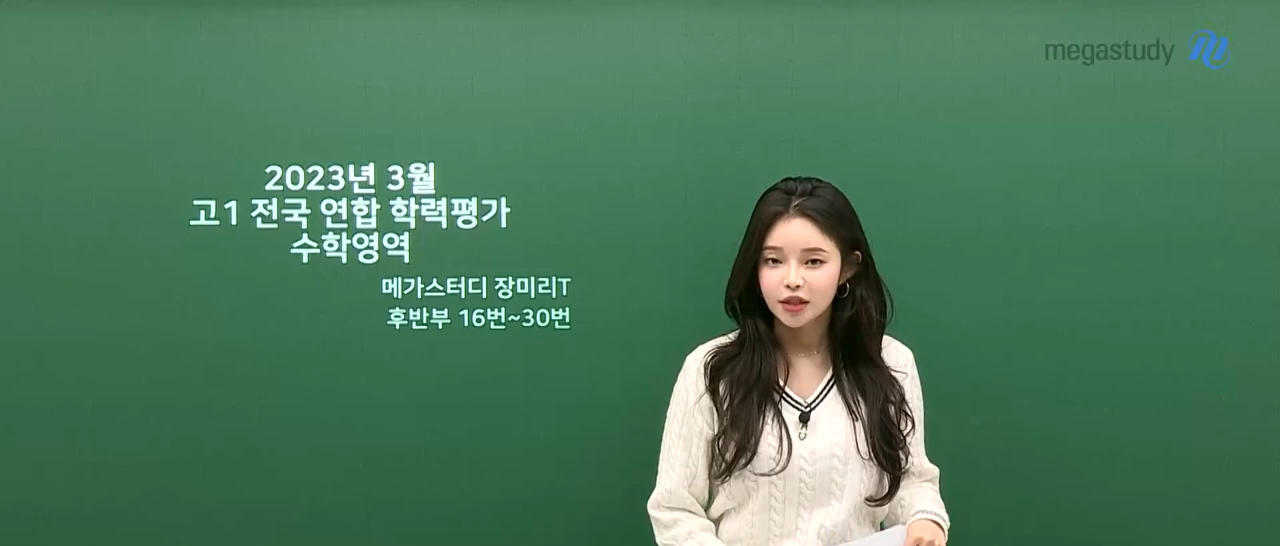 megastudy
2023년 3월
고1 전국 연합 학력평가
수학영역
메가스터디 장미리T
후반부 16번~30번